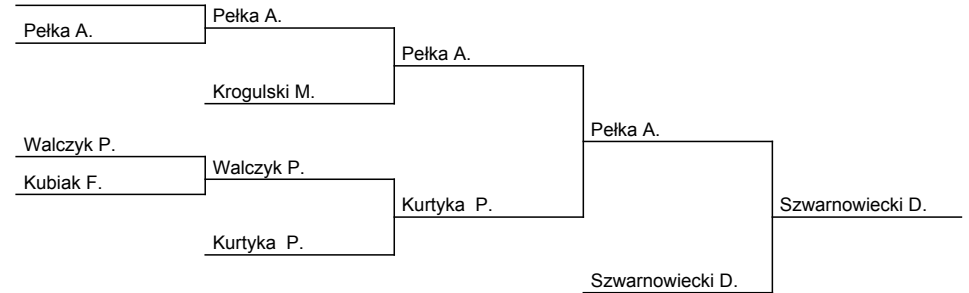 Pełka A.
Pełka A.
Pełka A.
Krogulski M.
Pełka A.
Walczyk P.
Walczyk P.
Kubiak F.
Kurtyka  P.
Szwarnowiecki D.
Kurtyka  P.
Szwarnowiecki D.